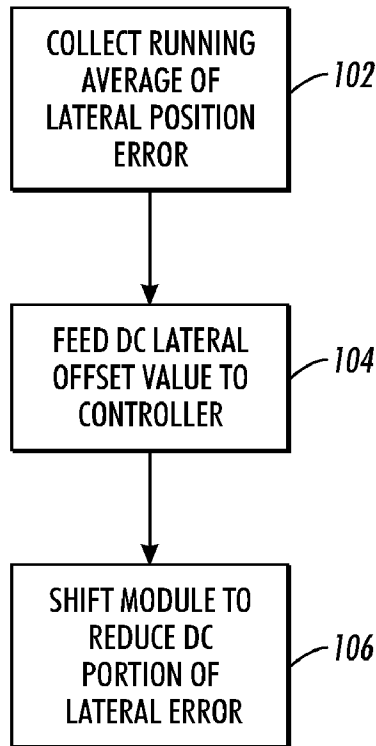 COLLECT RUNNING
AVERAGE OF
LATERAL POSITION
ERROR
102
FEED DC LATERAL
OFFSET VALUE TO
CONTROLLER
104
SHIFT MODULE TO
REDUCE DC
PORTION OF
LATERAL ERROR
106